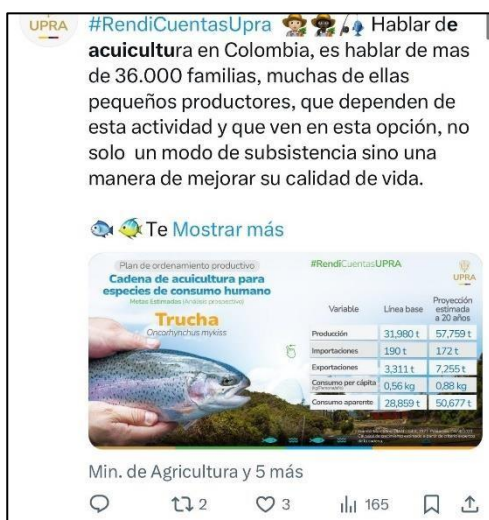 UPRA
#RendiCuentasUpra 👩‍🌾👨‍🌾🎣 Hablar de
acuicultura en Colombia, es hablar de mas
de 36.000 familias, muchas de ellas
pequeños productores, que dependen de
esta actividad y que ven en esta opción, no
solo un modo de subsistencia sino una
manera de mejorar su calidad de vida.
🐟 🐠 Te Mostrar más
Plan de ordenamiento productivo
Cadena de acuicultura para
especies de consumo humano
Metas Estimadas (Análisis prospectivo)
Trucha
Oncorhynchus mykiss
#RendiCuentasUPRA
UPRA
Variable Línea base Proyección estimada a 20 años
Producción 31,980 t 57,759 t
Importaciones 190 t 172 t
Exportaciones 3,311 t 7,255 t
Consumo per cápita 0,56 kg 0,88 kg
Consumo aparente 28,859 t 50,677 t
Min. de Agricultura y 5 más
2 3 165